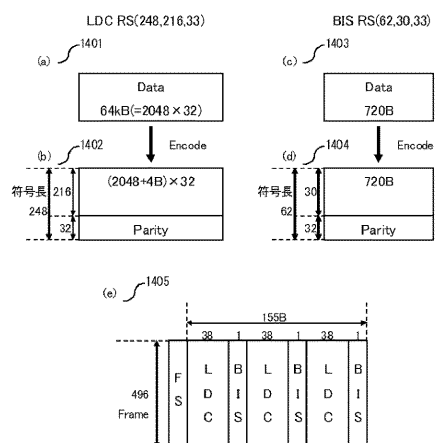 LDC RS(248,216,33)
BIS RS(62,30,33)
(a)
1401
(c)
1403
Data
64kB(=2048×32)
Data
720B
Encode
Encode
(b)
1402
(d)
1404
符号長
248
216
32
(2048+4B)×32
Parity
符号長
62
30
32
720B
Parity
(e)
1405
155B
38
1
38
1
38
1
496
Frame
F
S
L
D
C
B
I
S
L
D
C
B
I
S
L
D
C
B
I
S